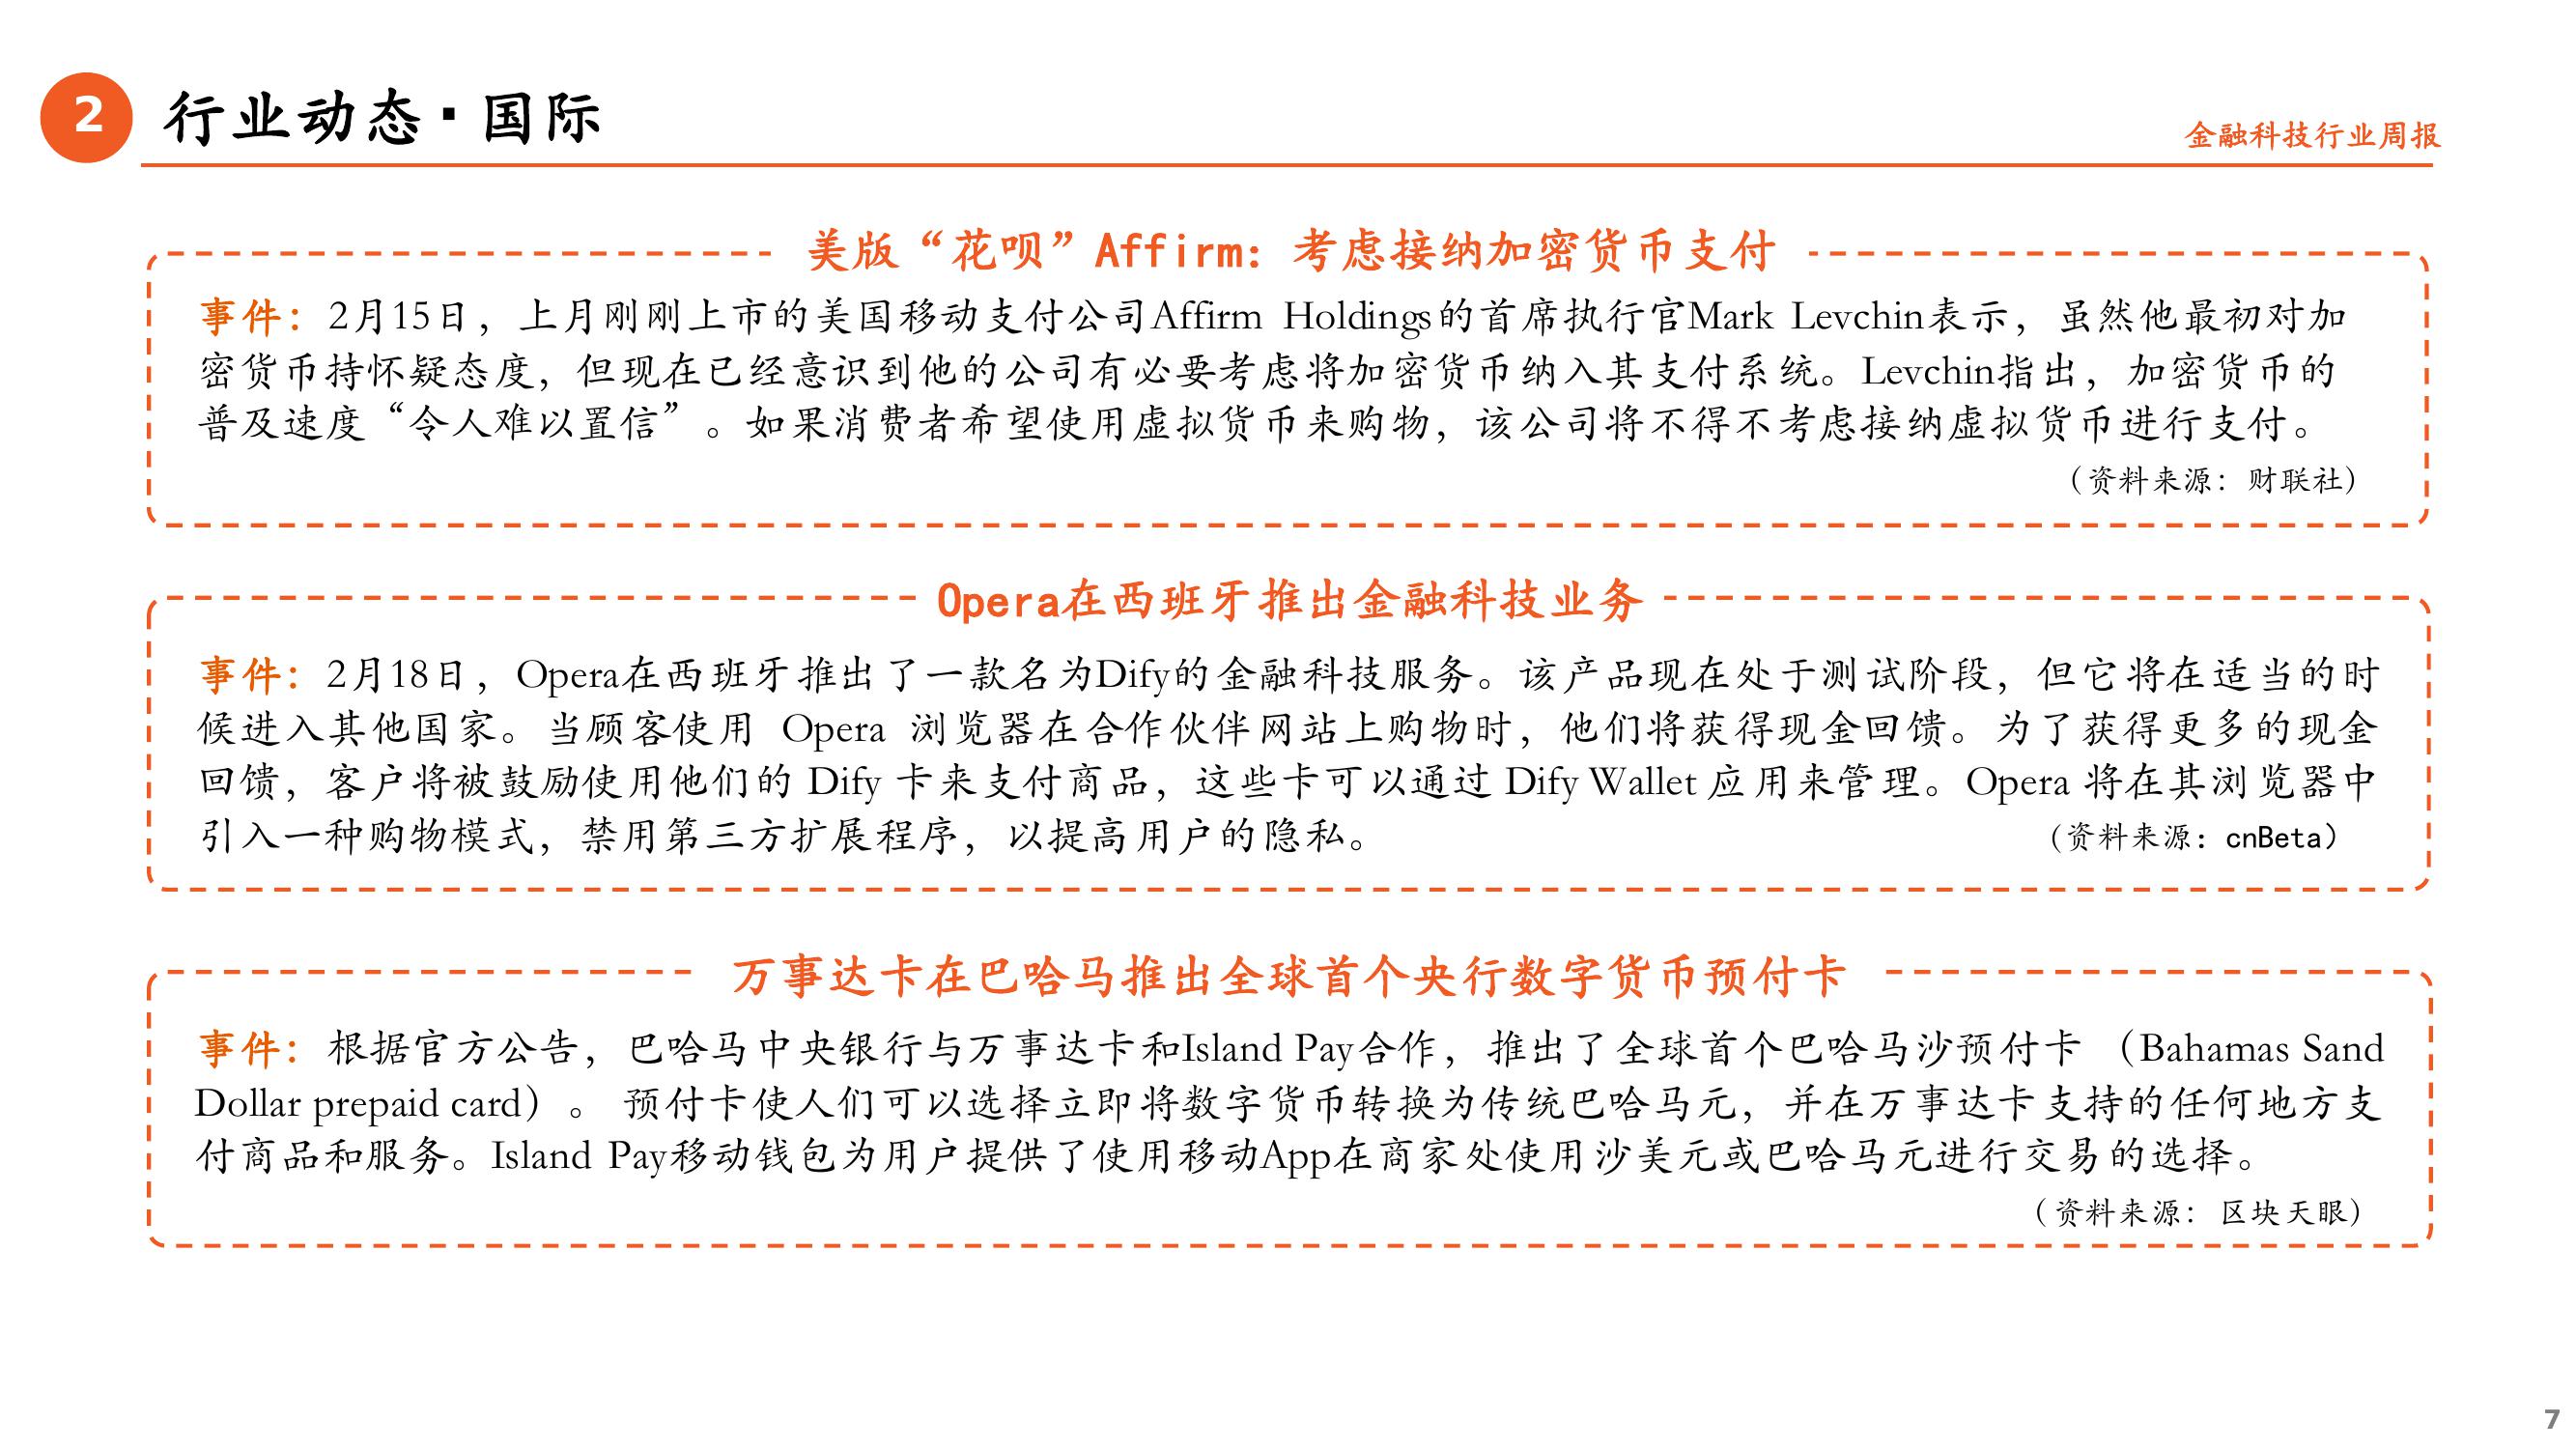 2
行业动态▪国际
金融科技行业周报
美版“花呗”Affirm：考虑接纳加密货币支付
事件：2月15日，上月刚刚上市的美国移动支付公司Affirm Holdings的首席执行官Mark Levchin表示，虽然他最初对加
密货币持怀疑态度，但现在已经意识到他的公司有必要考虑将加密货币纳入其支付系统。Levchin指出，加密货币的
普及速度“令人难以置信”。如果消费者希望使用虚拟货币来购物，该公司将不得不考虑接纳虚拟货币进行支付。
（资料来源：财联社）
Opera在西班牙推出金融科技业务
事件：2月18日，Opera在西班牙推出了一款名为Dify的金融科技服务。该产品现在处于测试阶段，但它将在适当的时
候进入其他国家。当顾客使用 Opera 浏览器在合作伙伴网站上购物时，他们将获得现金回馈。为了获得更多的现金
回馈，客户将被鼓励使用他们的 Dify 卡来支付商品，这些卡可以通过 Dify Wallet 应用来管理。Opera 将在其浏览器中
引入一种购物模式，禁用第三方扩展程序，以提高用户的隐私。
（资料来源：cnBeta）
万事达卡在巴哈马推出全球首个央行数字货币预付卡
事件：根据官方公告，巴哈马中央银行与万事达卡和Island Pay合作，推出了全球首个巴哈马沙预付卡 （Bahamas Sand
Dollar prepaid card）。 预付卡使人们可以选择立即将数字货币转换为传统巴哈马元，并在万事达卡支持的任何地方支
付商品和服务。Island Pay移动钱包为用户提供了使用移动App在商家处使用沙美元或巴哈马元进行交易的选择。
（资料来源：区块天眼）
7